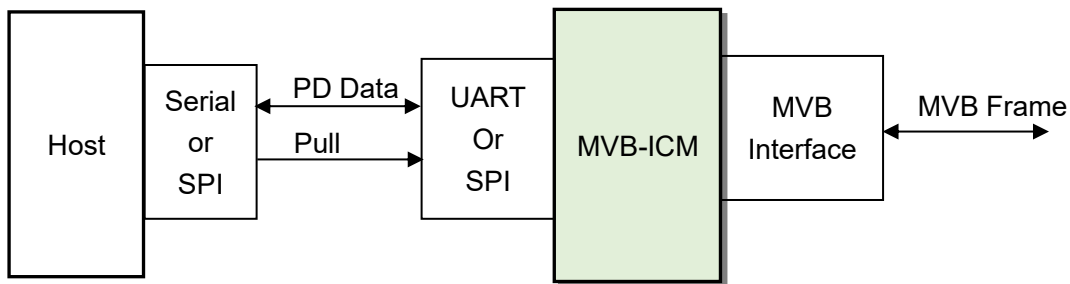 Host
Serial
or
SPI
PD Data
Pull
UART
Or
SPI
MVB-ICM
MVB
Interface
MVB Frame